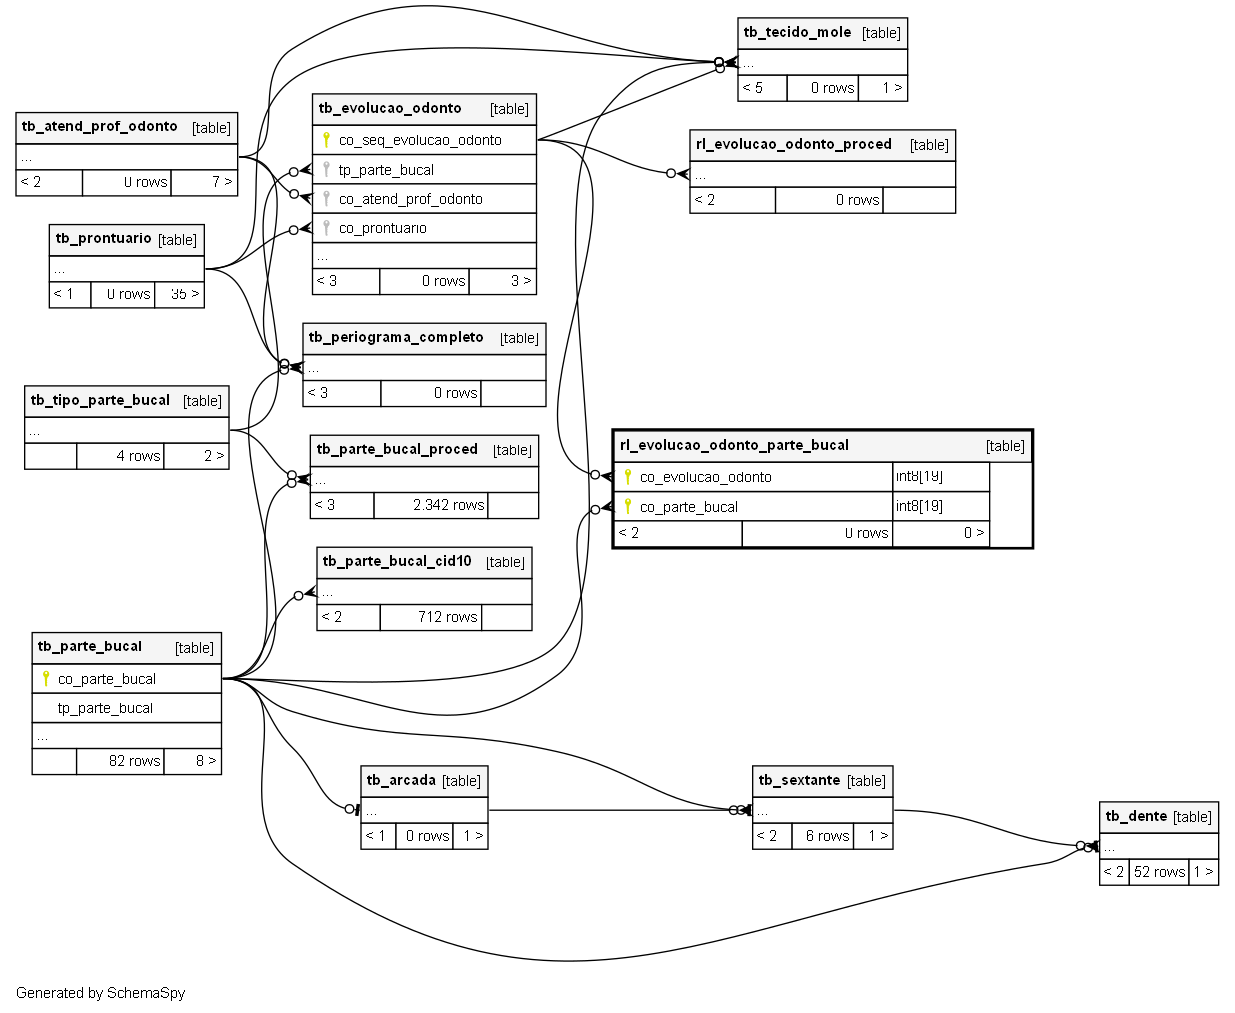 tb_tecido_mole [table]
...
< 5 0 rows 1 >
tb_evolucao_odonto [table]
co_seq_evolucao_odonto
tp_parte_bucal
co_atend_prof_odonto
co_prontuario
...
< 3 0 rows 3 >
tb_atend_prof_odonto [table]
...
< 2 0 rows 7 >
rl_evolucao_odonto_proced [table]
...
< 2 0 rows
tb_prontuario [table]
...
< 1 0 rows 35 >
tb_periograma_completo [table]
...
< 3 0 rows
tb_tipo_parte_bucal [table]
...
4 rows 2 >
tb_parte_bucal_proced [table]
...
< 3 2.342 rows
rl_evolucao_odonto_parte_bucal [table]
co_evolucao_odonto int8[19]
co_parte_bucal int8[19]
< 2 0 rows 0 >
tb_parte_bucal_cid10 [table]
...
< 2 712 rows
tb_parte_bucal [table]
co_parte_bucal
tp_parte_bucal
...
82 rows 8 >
tb_arcada [table]
...
< 1 0 rows 1 >
tb_sextante [table]
...
< 2 6 rows 1 >
tb_dente [table]
...
< 2 52 rows 1 >
Generated by SchemaSpy